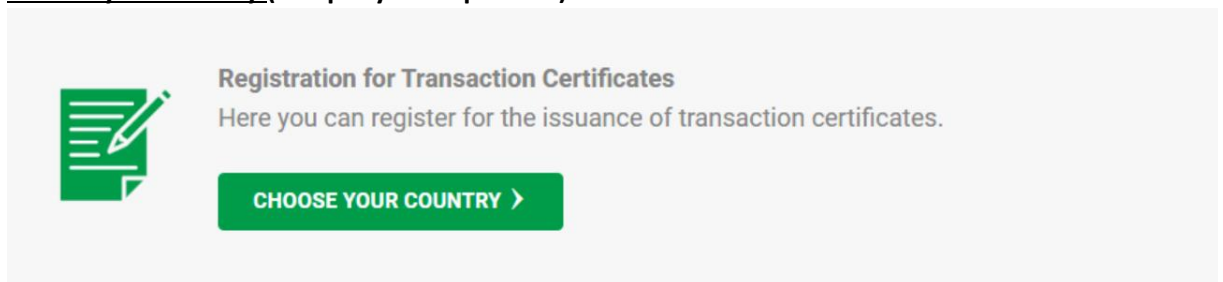 Registration for Transaction Certificates
Here you can register for the issuance of transaction certificates.
CHOOSE YOUR COUNTRY